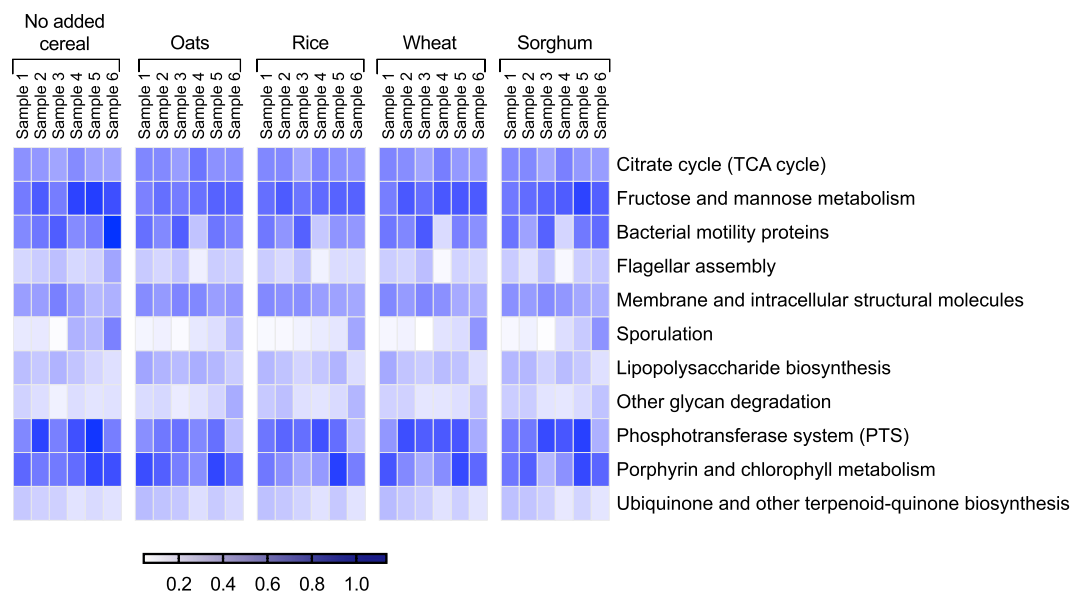 No added
cereal
Oats
Rice
Wheat
Sorghum
Sample 1
Sample 2
Sample 3
Sample 4
Sample 5
Sample 6
Sample 1
Sample 2
Sample 3
Sample 4
Sample 5
Sample 6
Sample 1
Sample 2
Sample 3
Sample 4
Sample 5
Sample 6
Sample 1
Sample 2
Sample 3
Sample 4
Sample 5
Sample 6
Sample 1
Sample 2
Sample 3
Sample 4
Sample 5
Sample 6
Citrate cycle (TCA cycle)
Fructose and mannose metabolism
Bacterial motility proteins
Flagellar assembly
Membrane and intracellular structural molecules
Sporulation
Lipopolysaccharide biosynthesis
Other glycan degradation
Phosphotransferase system (PTS)
Porphyrin and chlorophyll metabolism
Ubiquinone and other terpenoid-quinone biosynthesis
0.2 0.4 0.6 0.8 1.0